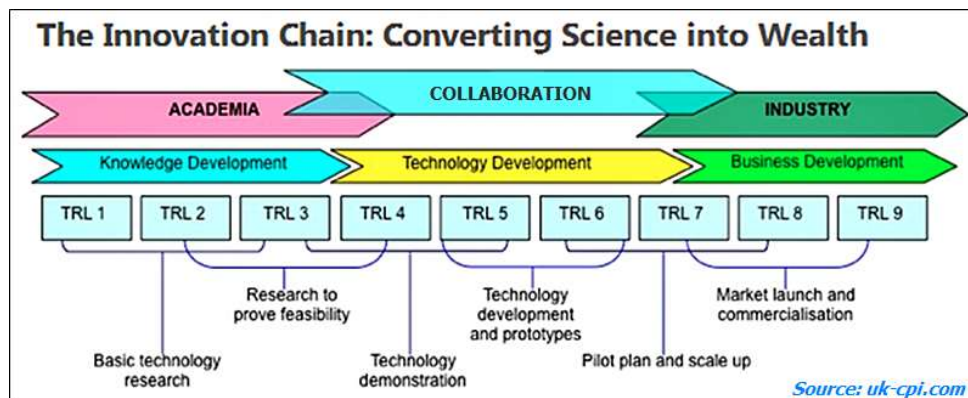 The Innovation Chain: Converting Science into Wealth
COLLABORATION
ACADEMIA
INDUSTRY
Knowledge Development
Technology Development
Business Development
TRL 1
TRL 2
TRL 3
TRL 4
TRL 5
TRL 6
TRL 7
TRL 8
TRL 9
Research to
prove feasibility
Technology
development
and prototypes
Market launch and
commercialisation
Basic technology
research
Technology
demonstration
Pilot plan and scale up
Source: uk-cpi.com